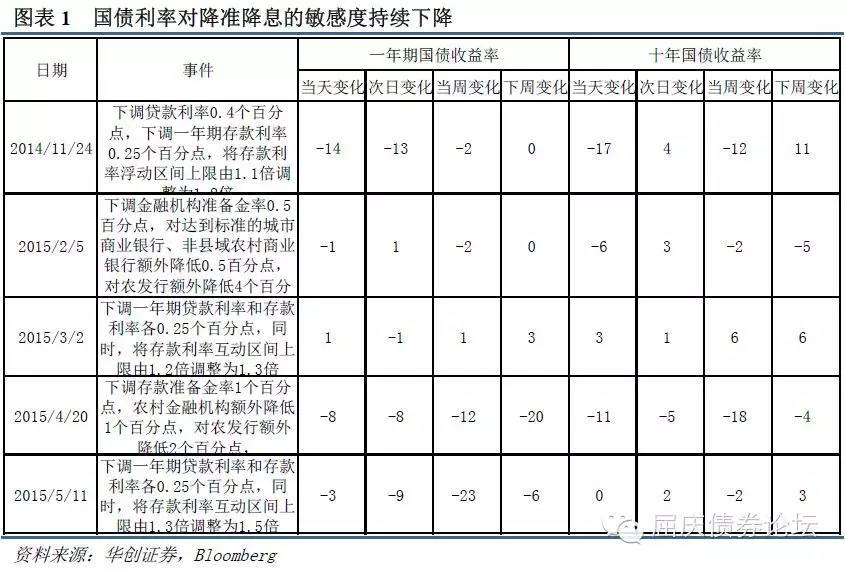 图表 1 国债利率对降准降息的敏感度持续下降
日期 事件 一年期国债收益率 十年国债收益率
当天变化 次日变化 当周变化 下周变化 当天变化 次日变化 当周变化 下周变化
下调贷款利率0.4个百分
点，下调一年期存款利率
2014/11/24 0.25个百分点，将存款利 -14 -13 -2 0 -17 4 -12 11
率浮动区间上限由1.1倍调
下调金融机构准备金率0.5
百分点，对达到标准的城市
2015/2/5 商业银行、非县域农村商业 -1 1 -2 0 -6 3 -2 -5
银行额外降低0.5百分点，
对农发行额外降低4个百分
下调一年期贷款利率和存款
2015/3/2 利率各0.25个百分点，同 1 -1 1 3 3 1 6 6
时，将存款利率互动区间上
限由1.2倍调整为1.3倍
下调存款准备金率1个百分
点，农村金融机构额外降低
2015/4/20 1个百分点，对农发行额外 -8 -8 -12 -20 -11 -5 -18 -4
降低2个百分点，
下调一年期贷款利率和存款
2015/5/11 利率各0.25个百分点，同 -3 -9 -23 -6 0 2 -2 3
时，将存款利率互动区间上
限由1.3倍调整为1.5倍
屈庆债券论坛
资料来源：华创证券，Bloomberg